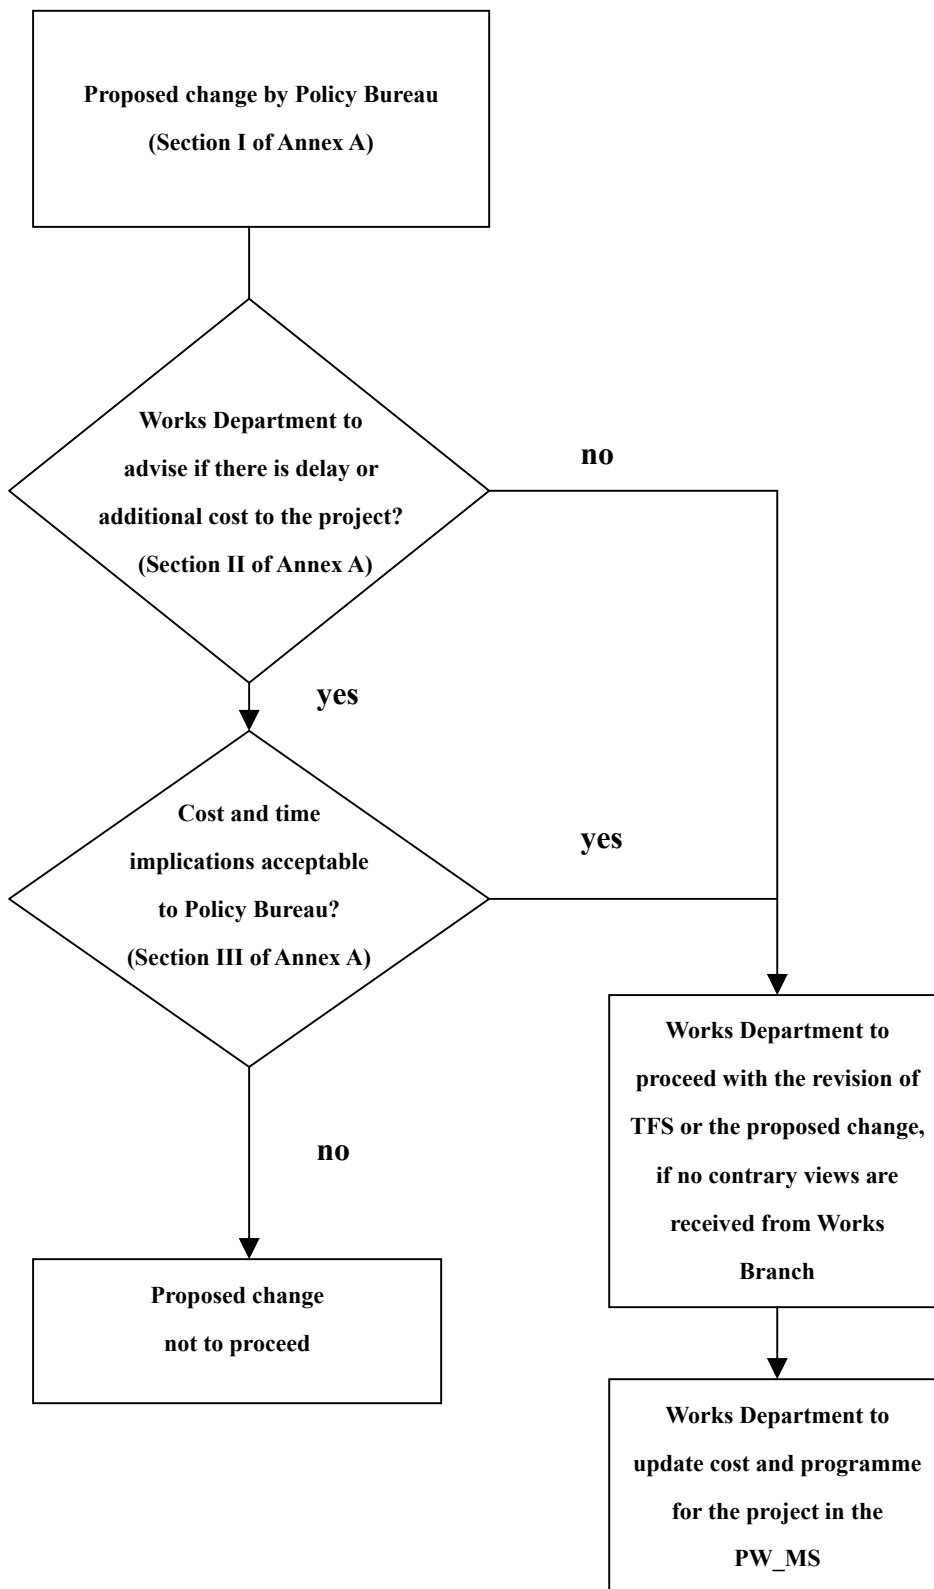 Proposed change by Policy Bureau
(Section I of Annex A)
Works Department to
advise if there is delay or
additional cost to the project?
(Section II of Annex A)
no
yes
Cost and time
implications acceptable
to Policy Bureau?
(Section III of Annex A)
yes
no
Proposed change
not to proceed
Works Department to
proceed with the revision of
TFS or the proposed change,
if no contrary views are
received from Works
Branch
Works Department to
update cost and programme
for the project in the
PW_MS